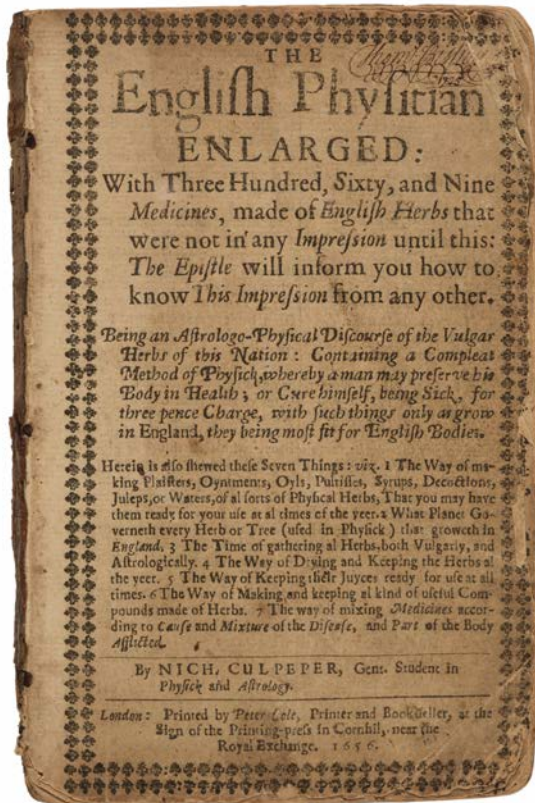 THE
Engliſh Phyſitian
ENLARGED:
With Three Hundred, Sixty, and Nine
Medicines, made of Engliſh Herbs that
were not in any Impreſsion until this:
The Epiſtle will inform you how to
know This Impreſsion from any other.
Being an Aſtrologo-Phyſical Diſcourſe of the Vulgar
Herbs of this Nation: Containing a Compleat
Method of Phyſick, whereby a man may preſerve his
Body in Health; or Cure himſelf, being Sick, for
three pence Charge, with ſuch things only as grow
in England, they being moſt fit for Engliſh Bodies.
Herein is alſo ſhewed theſe Seven Things: viz. 1 The Way of ma-
king Plaiſters, Oyntments, Oyls, Pultiſſes, Syrups, Decoctions,
Juleps, or Waters, of al ſorts of Phyſical Herbs, That you may have
them ready for your uſe at al times of the yeer. 2 What Planet Go-
verneth every Herb or Tree (uſed in Phyſick) that groweth in
England. 3 The Time of gathering al Herbs, both Vulgarly, and
Aſtrologically. 4 The Way of Drying and Keeping the Herbs al
the yeer. 5 The Way of Keeping their Juyces ready for uſe at all
times. 6 The Way of Making and keeping al kind of uſeful Com-
pounds made of Herbs. 7 The way of mixing Medicines accor-
ding to Cauſe and Mixture of the Diſeaſe, and Part of the Body
Afflicted.
By NICH. CULPEPER, Gent. Student in
Phyſick and Aſtrology.
London: Printed by Peter Cole, Printer and Book-ſeller, at the
Sign of the Printing-preſs in Cornhil, near the
Royal Exchange. 1656.